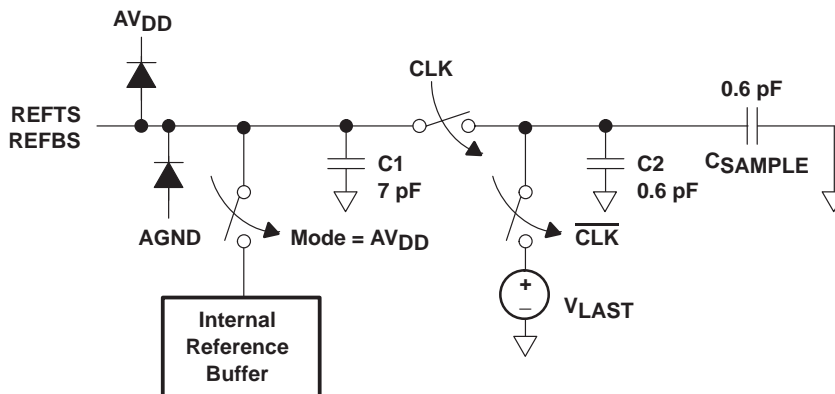 AVDD
CLK
0.6 pF
REFTS
REFBS
C1
7 pF
C2
0.6 pF
CSAMPLE
AGND
Mode = AVDD
CLK
+
–
VLAST
Internal
Reference
Buffer